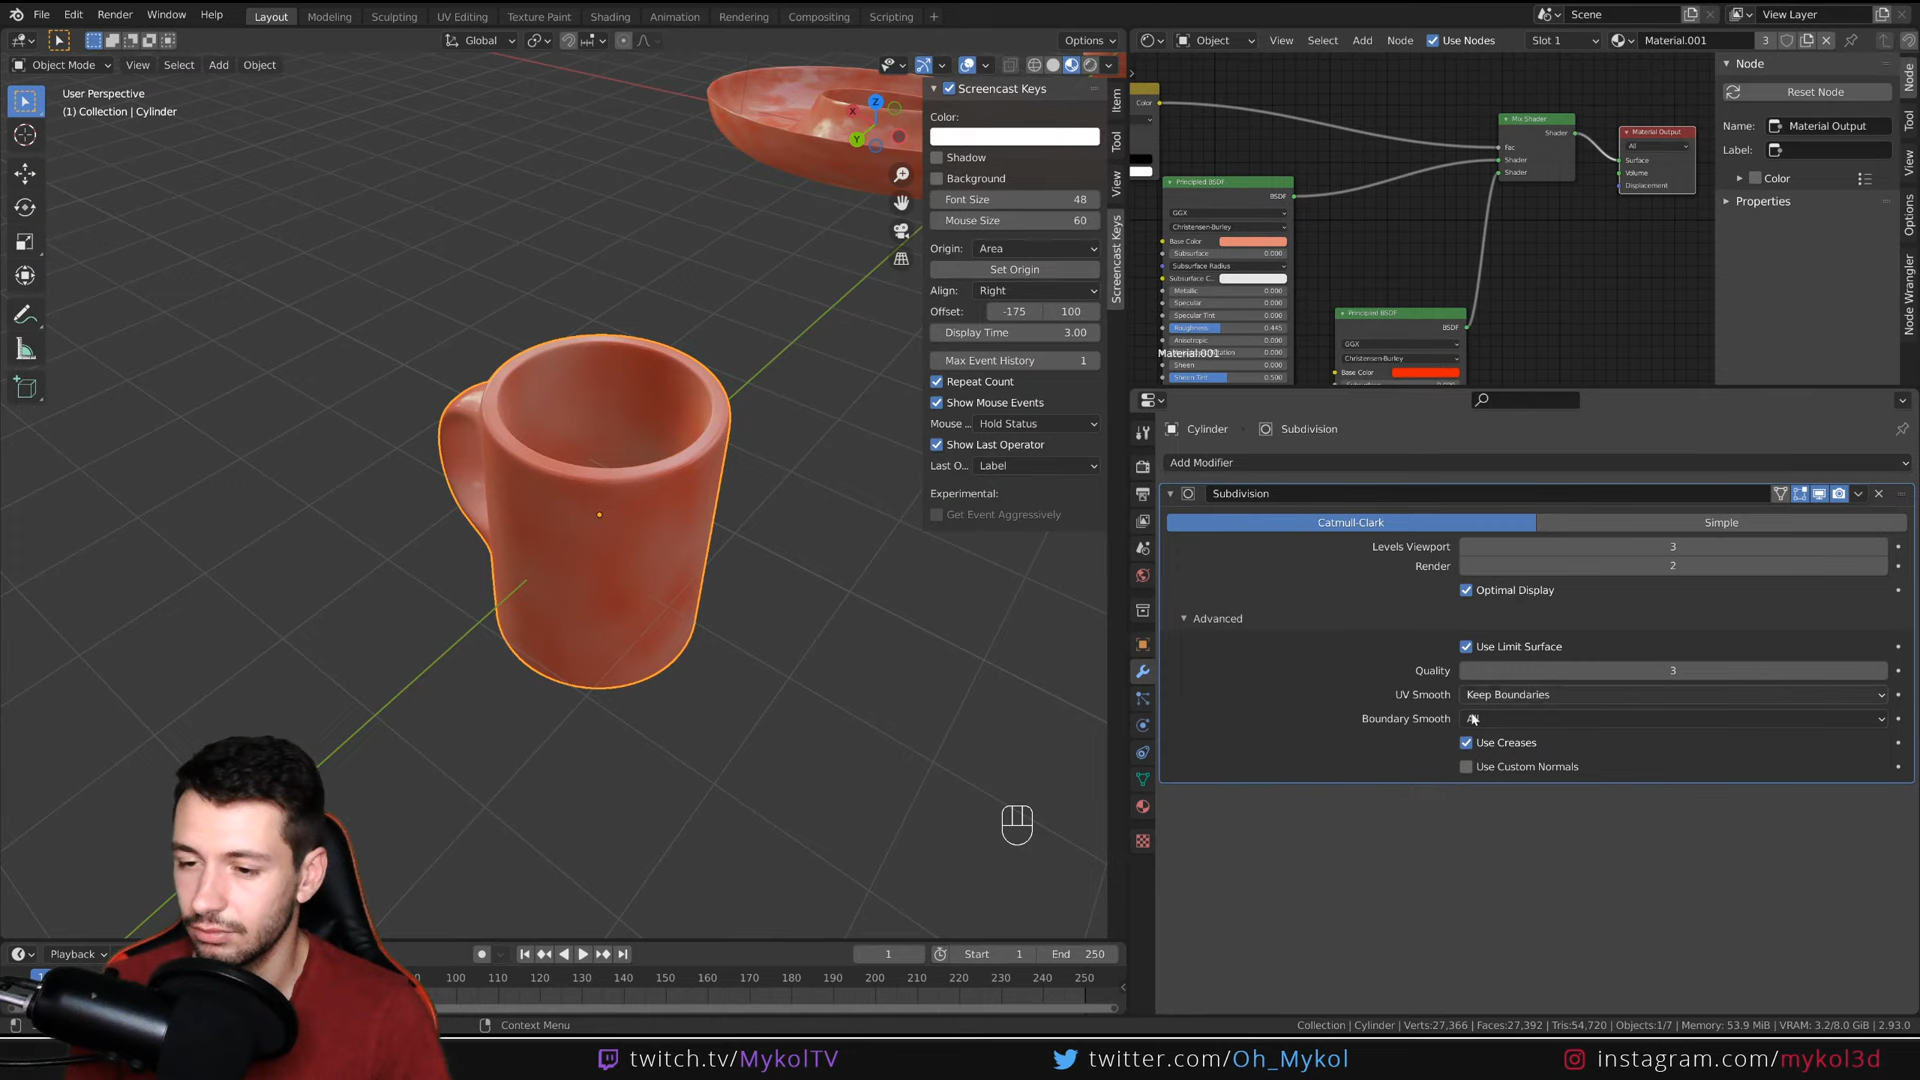 File Edit Render Window Help Layout Modeling Sculpting UV Editing Texture Paint Shading Animation Rendering Compositing Scripting + Scene View Layer
Global Options Object View Select Add Node Use Nodes Slot 1 Material.001 3
Object Mode View Select Add Object
User Perspective
(1) Collection | Cylinder
X Y Z
Screencast Keys
Color:
Shadow
Background
Font Size 48
Mouse Size 60
Origin: Area
Set Origin
Align: Right
Offset: -175 100
Display Time 3.00
Max Event History 1
Repeat Count
Show Mouse Events
Mouse ... Hold Status
Show Last Operator
Last O... Label
Experimental:
Get Event Aggressively
Item
Tool
View
Screencast Keys
Color
Principled BSDF
BSDF
GGX
Christensen-Burley
Base Color
Subsurface 0.000
Subsurface Radius
Subsurface C...
Metallic 0.000
Specular 0.000
Specular Tint 0.000
Roughness 0.445
Anisotropic 0.000
0.000
Material.001
Sheen 0.000
Sheen Tint 0.500
Principled BSDF
BSDF
GGX
Christensen-Burley
Base Color
Mix Shader
Shader
Fac
Shader
Shader
Material Output
All
Surface
Volume
Displacement
Node
Reset Node
Name: Material Output
Label:
Color
Properties
Node
Tool
View
Options
Node Wrangler
Cylinder Subdivision
Add Modifier
Subdivision
Catmull-Clark Simple
Levels Viewport 3
Render 2
Optimal Display
Advanced
Use Limit Surface
Quality 3
UV Smooth Keep Boundaries
Boundary Smooth All
Use Creases
Use Custom Normals
Playback 1 Start 1 End 250
100 110 120 130 140 150 160 170 180 190 200 210 220 230 240 250
Context Menu
Collection | Cylinder | Verts:27,366 | Faces:27,392 | Tris:54,720 | Objects:1/7 | Memory: 53.9 MiB | VRAM: 3.2/8.0 GiB | 2.93.0
twitch.tv/MykolTV twitter.com/Oh_Mykol instagram.com/mykol3d